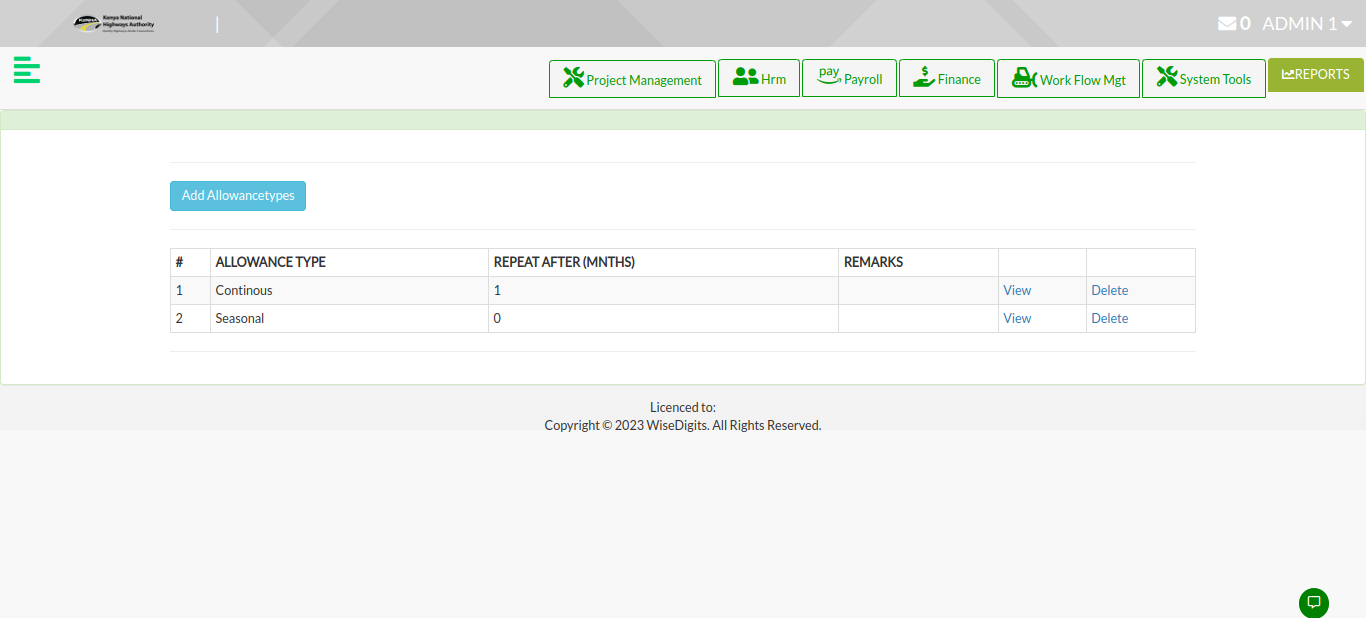 Kenya National
Highways Authority
0 ADMIN 1
Project Management Hrm pay Payroll $ Finance Work Flow Mgt System Tools REPORTS
Add Allowancetypes
# ALLOWANCE TYPE REPEAT AFTER (MNTHS) REMARKS
1 Continous 1 View Delete
2 Seasonal 0 View Delete
Licenced to:
Copyright © 2023 WiseDigits. All Rights Reserved.